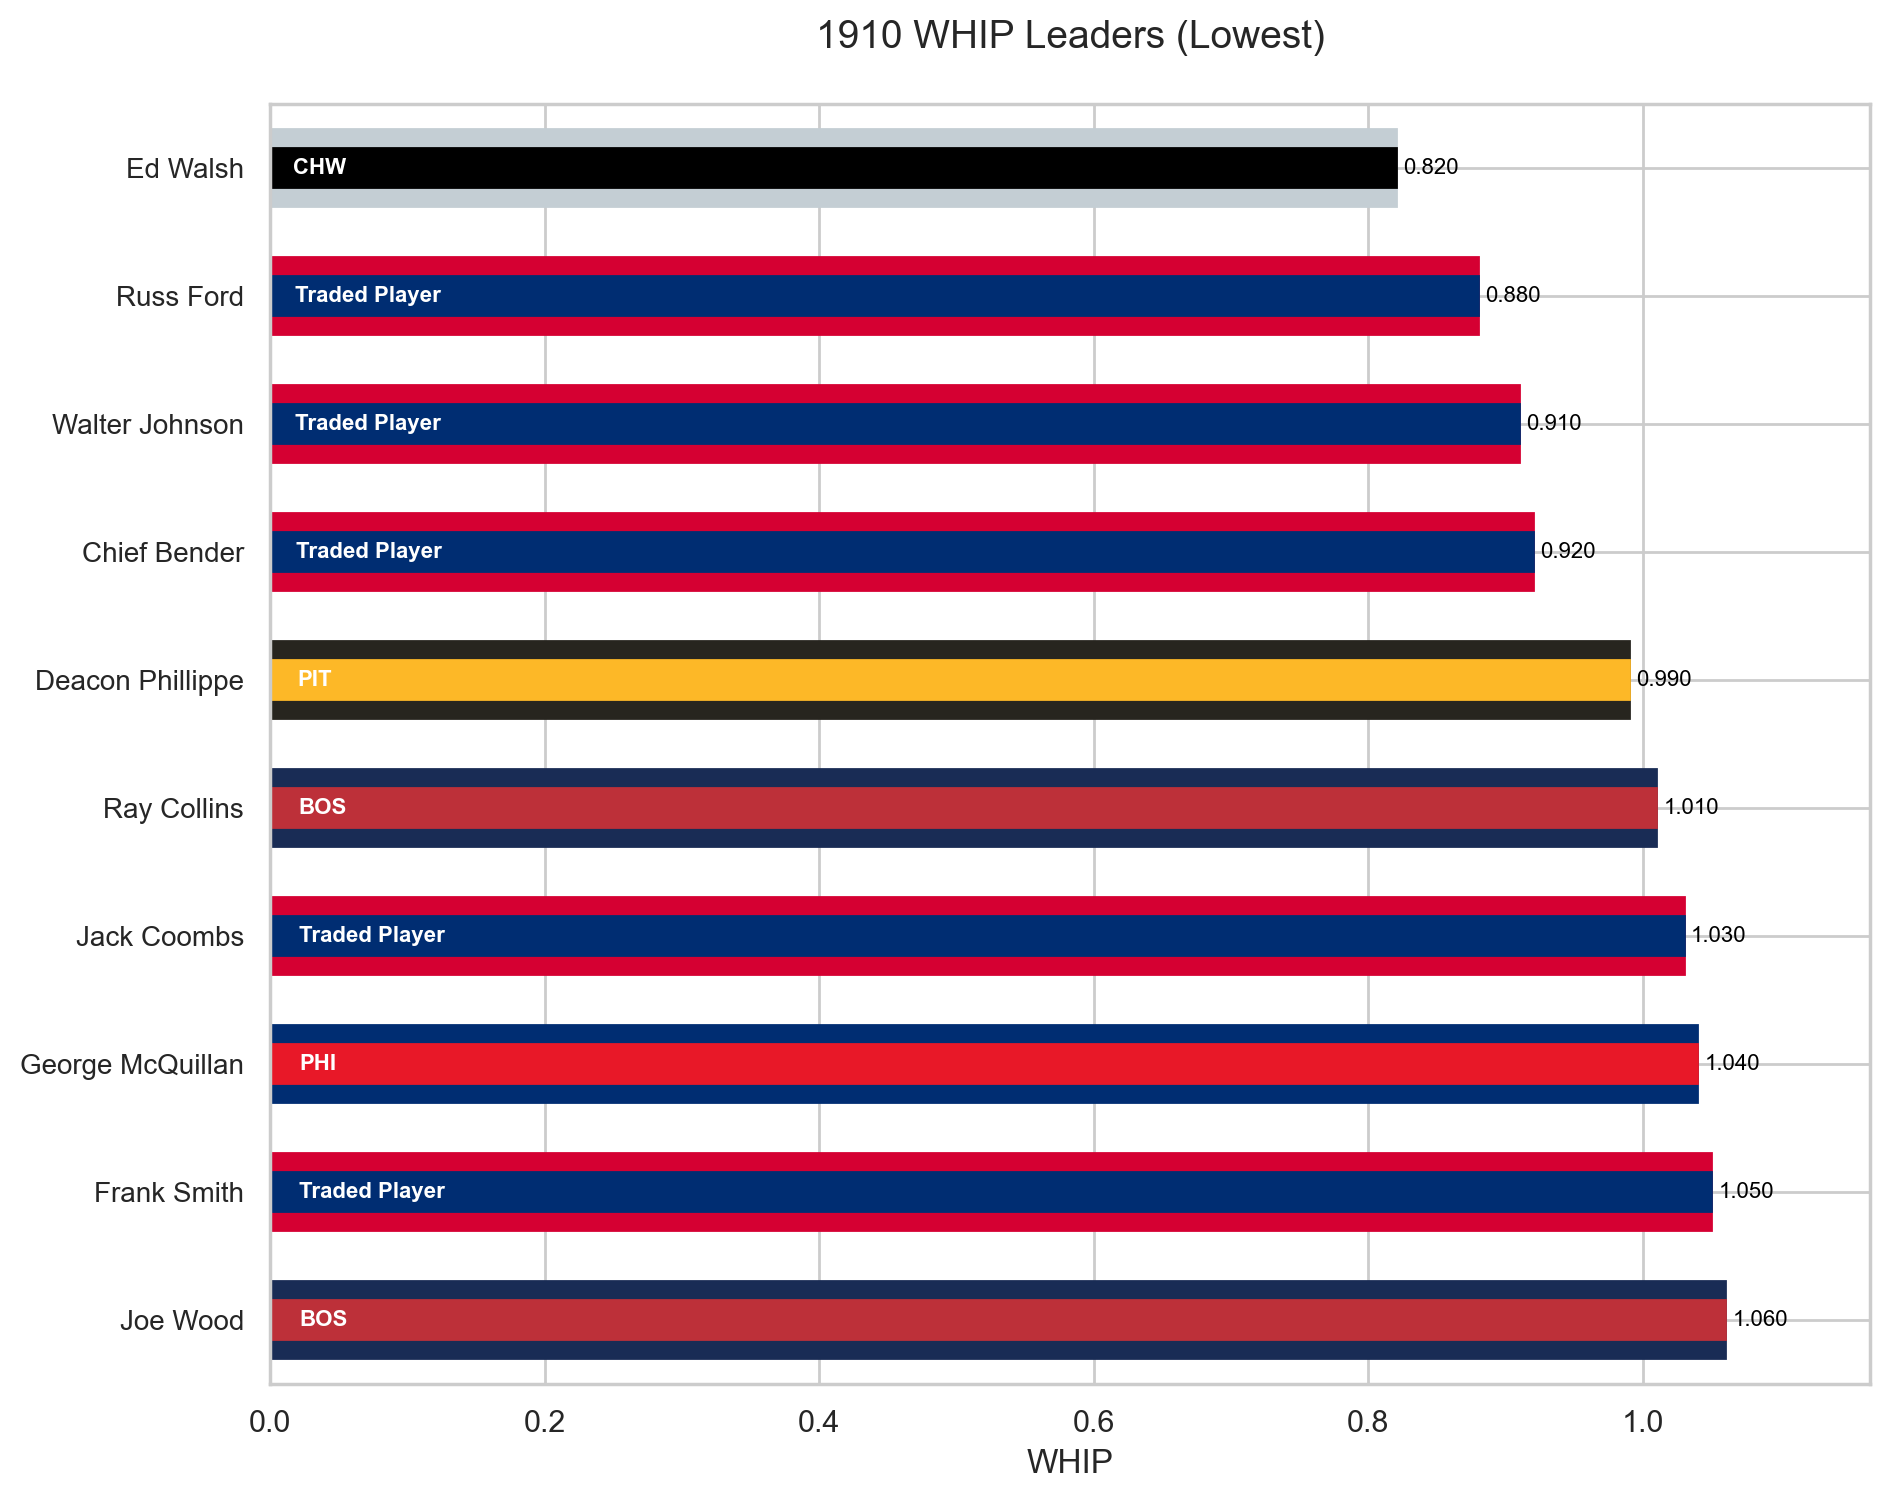 1910 WHIP Leaders (Lowest)
Ed Walsh CHW 0.820
Russ Ford Traded Player 0.880
Walter Johnson Traded Player 0.910
Chief Bender Traded Player 0.920
Deacon Phillippe PIT 0.990
Ray Collins BOS 1.010
Jack Coombs Traded Player 1.030
George McQuillan PHI 1.040
Frank Smith Traded Player 1.050
Joe Wood BOS 1.060
0.0 0.2 0.4 0.6 0.8 1.0
WHIP